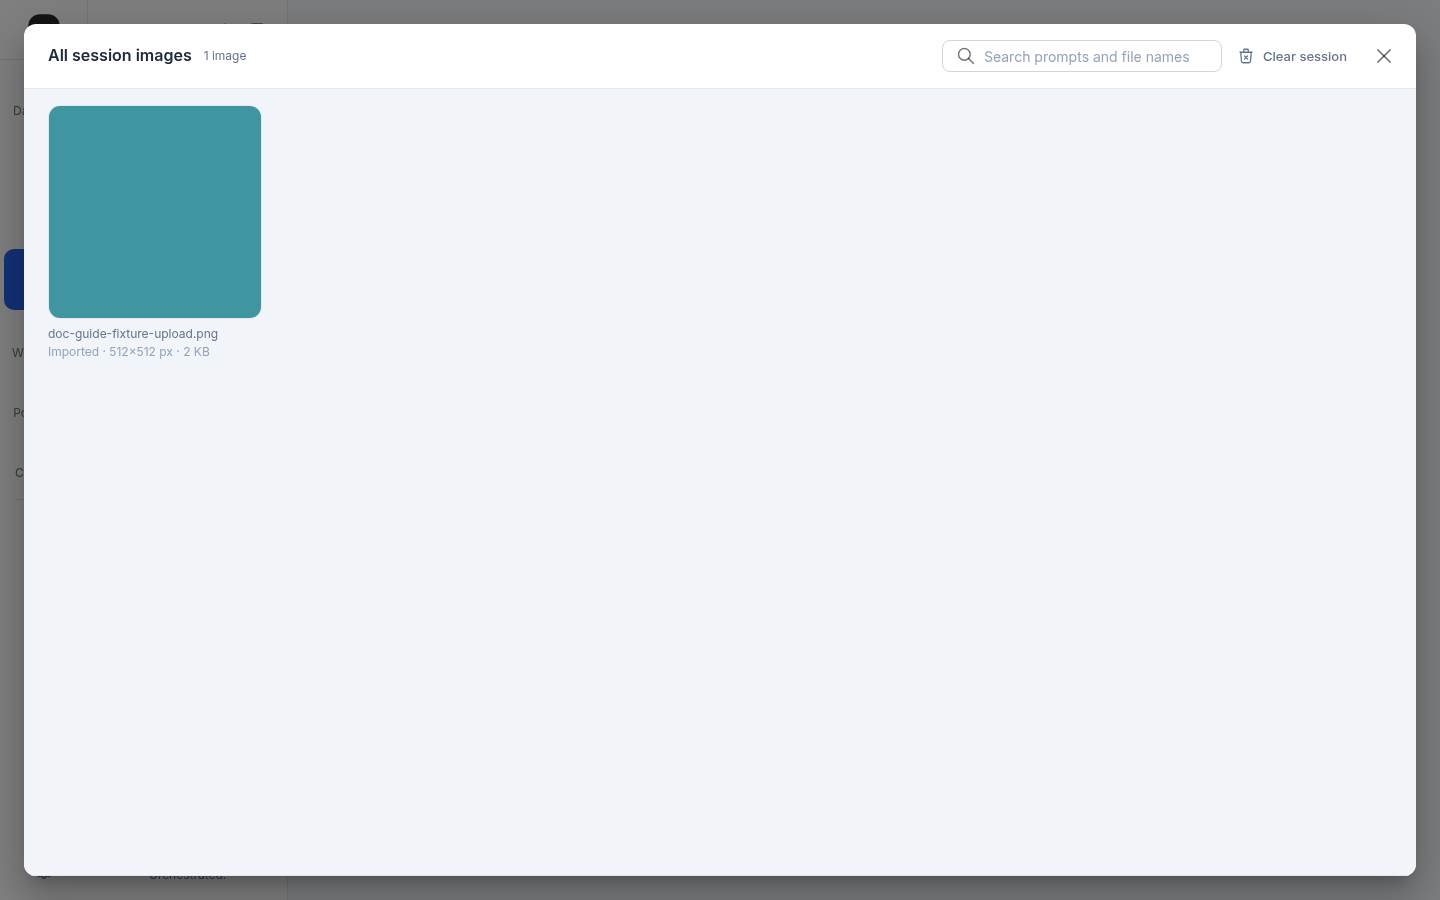 All session images
1 image
Search prompts and file names
Clear session
doc-guide-fixture-upload.png
Imported · 512×512 px · 2 KB